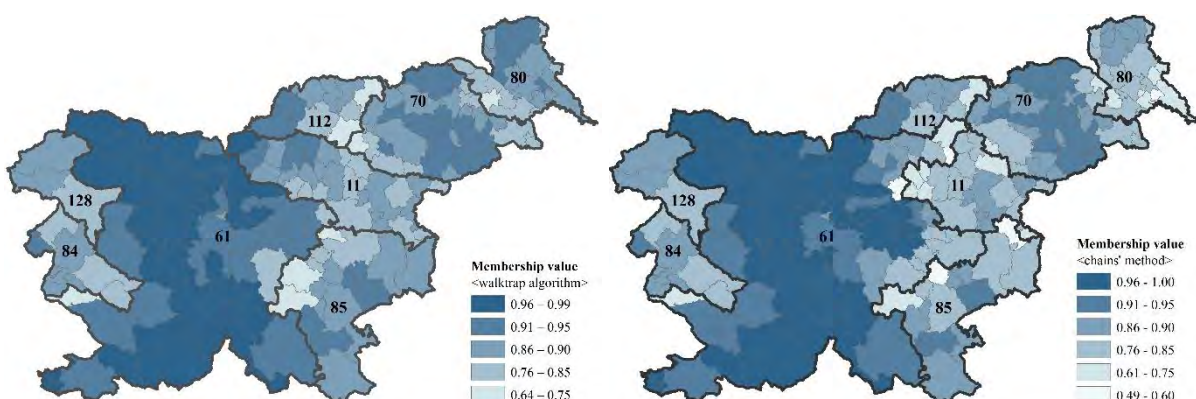 80
70
112
11
128
61
84
85
Membership value
<walktrap algorithm>
0.96 – 0.99
0.91 – 0.95
0.86 – 0.90
0.76 – 0.85
0.64 – 0.75
80
70
112
11
128
61
84
85
Membership value
<chains' method>
0.96 - 1.00
0.91 - 0.95
0.86 - 0.90
0.76 - 0.85
0.61 - 0.75
0.49 - 0.60